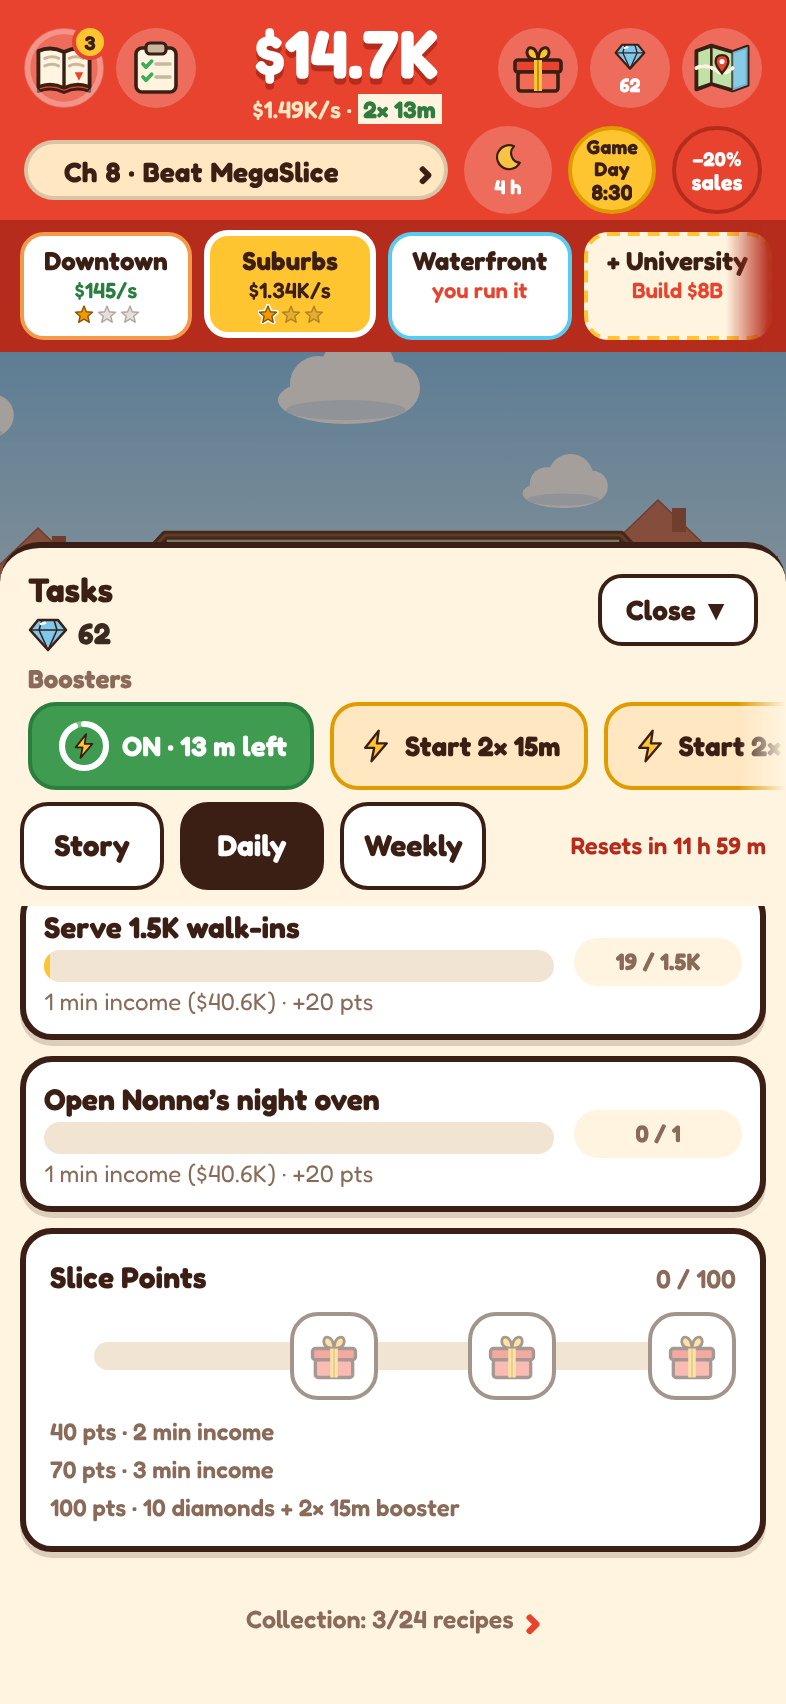 3
$14.7K
$1.49K/s · 2x 13m
62
Ch 8 · Beat MegaSlice
4 h
Game
Day
8:30
-20%
sales
Downtown
$145/s
Suburbs
$1.34K/s
Waterfront
you run it
+ University
Build $8B
Tasks
62
Close ▼
Boosters
ON · 13 m left
Start 2x 15m
Start 2x
Story
Daily
Weekly
Resets in 11 h 59 m
Serve 1.5K walk-ins
19 / 1.5K
1 min income ($40.6K) · +20 pts
Open Nonna's night oven
0 / 1
1 min income ($40.6K) · +20 pts
Slice Points
0 / 100
40 pts · 2 min income
70 pts · 3 min income
100 pts · 10 diamonds + 2x 15m booster
Collection: 3/24 recipes